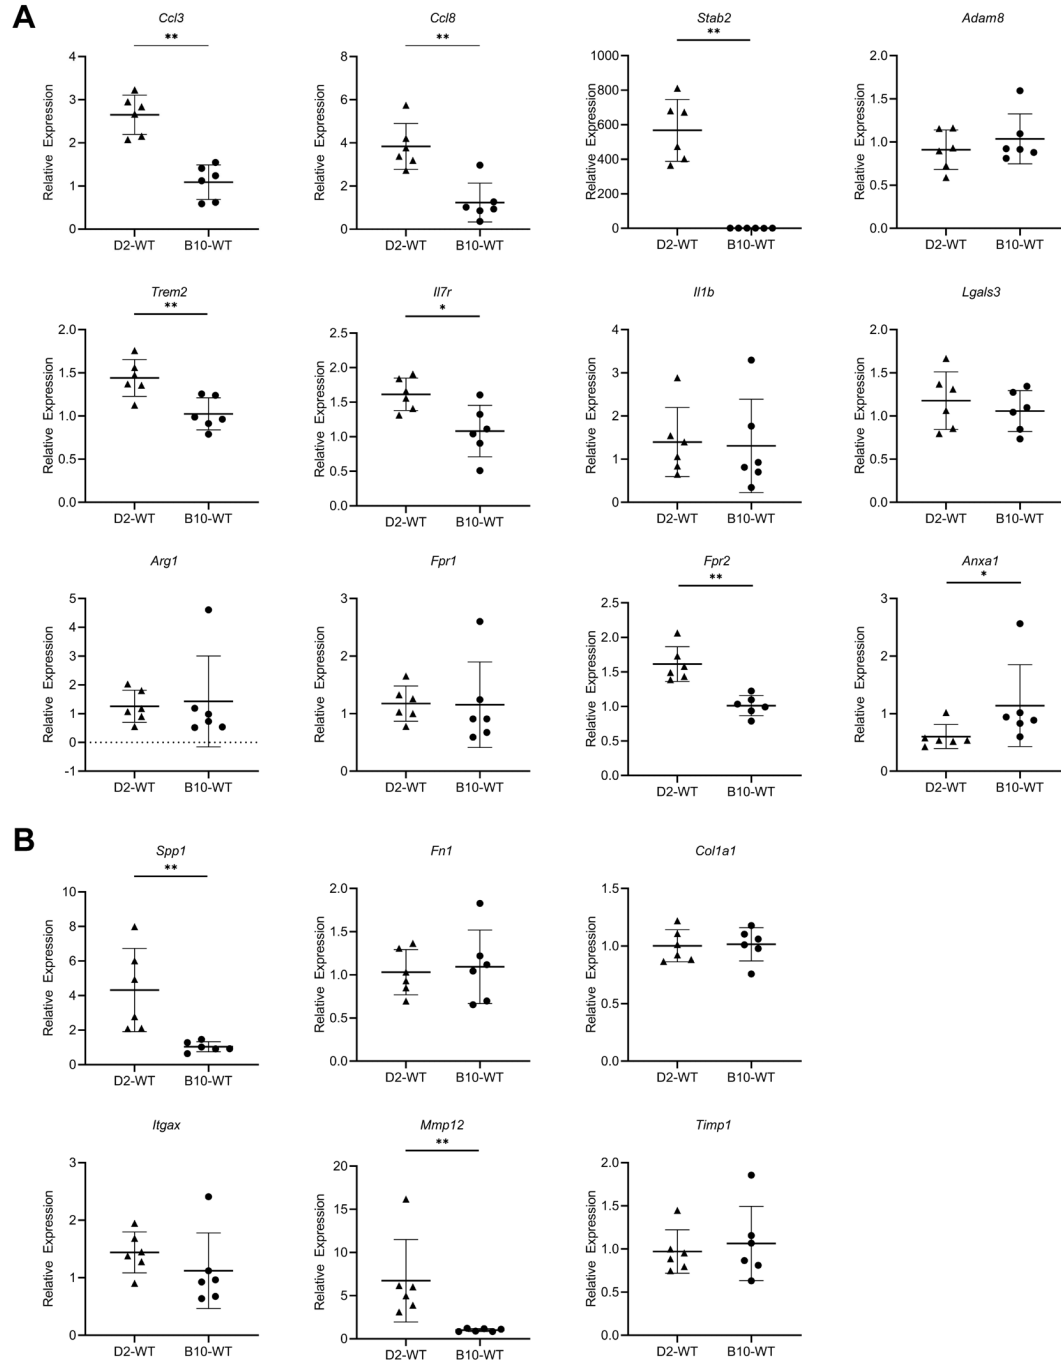 A
Ccl3
**
Relative Expression
4
3
2
1
0
D2-WT B10-WT
Ccl8
**
Relative Expression
8
6
4
2
0
D2-WT B10-WT
Stab2
**
Relative Expression
1000
800
600
400
200
0
D2-WT B10-WT
Adam8
Relative Expression
2.0
1.5
1.0
0.5
0.0
D2-WT B10-WT
Trem2
**
Relative Expression
2.0
1.5
1.0
0.5
0.0
D2-WT B10-WT
Il7r
*
Relative Expression
2.5
2.0
1.5
1.0
0.5
0.0
D2-WT B10-WT
Il1b
Relative Expression
4
3
2
1
0
D2-WT B10-WT
Lgals3
Relative Expression
2.0
1.5
1.0
0.5
0.0
D2-WT B10-WT
Arg1
Relative Expression
5
4
3
2
1
0
-1
D2-WT B10-WT
Fpr1
Relative Expression
3
2
1
0
D2-WT B10-WT
Fpr2
**
Relative Expression
2.5
2.0
1.5
1.0
0.5
0.0
D2-WT B10-WT
Anxa1
*
Relative Expression
3
2
1
0
D2-WT B10-WT
B
Spp1
**
Relative Expression
10
8
6
4
2
0
D2-WT B10-WT
Fn1
Relative Expression
2.0
1.5
1.0
0.5
0.0
D2-WT B10-WT
Col1a1
Relative Expression
1.5
1.0
0.5
0.0
D2-WT B10-WT
Itgax
Relative Expression
3
2
1
0
D2-WT B10-WT
Mmp12
**
Relative Expression
20
15
10
5
0
D2-WT B10-WT
Timp1
Relative Expression
2.0
1.5
1.0
0.5
0.0
D2-WT B10-WT